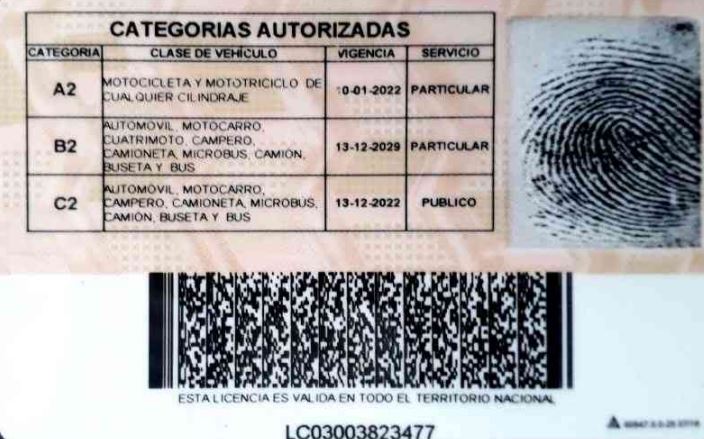 CATEGORIAS AUTORIZADAS
CATEGORIA CLASE DE VEHÍCULO VIGENCIA SERVICIO
A2 MOTOCICLETA Y MOTOTRICICLO DE CUALQUIER CILINDRAJE 10-01-2022 PARTICULAR
B2 AUTOMOVIL, MOTOCARRO, CUATRIMOTO, CAMPERO, CAMIONETA, MICROBUS, CAMION, BUSETA Y BUS 13-12-2029 PARTICULAR
C2 AUTOMOVIL, MOTOCARRO, CAMPERO, CAMIONETA, MICROBUS, CAMION, BUSETA Y BUS 13-12-2022 PUBLICO
ESTA LICENCIA ES VALIDA EN TODO EL TERRITORIO NACIONAL
LC03003823477